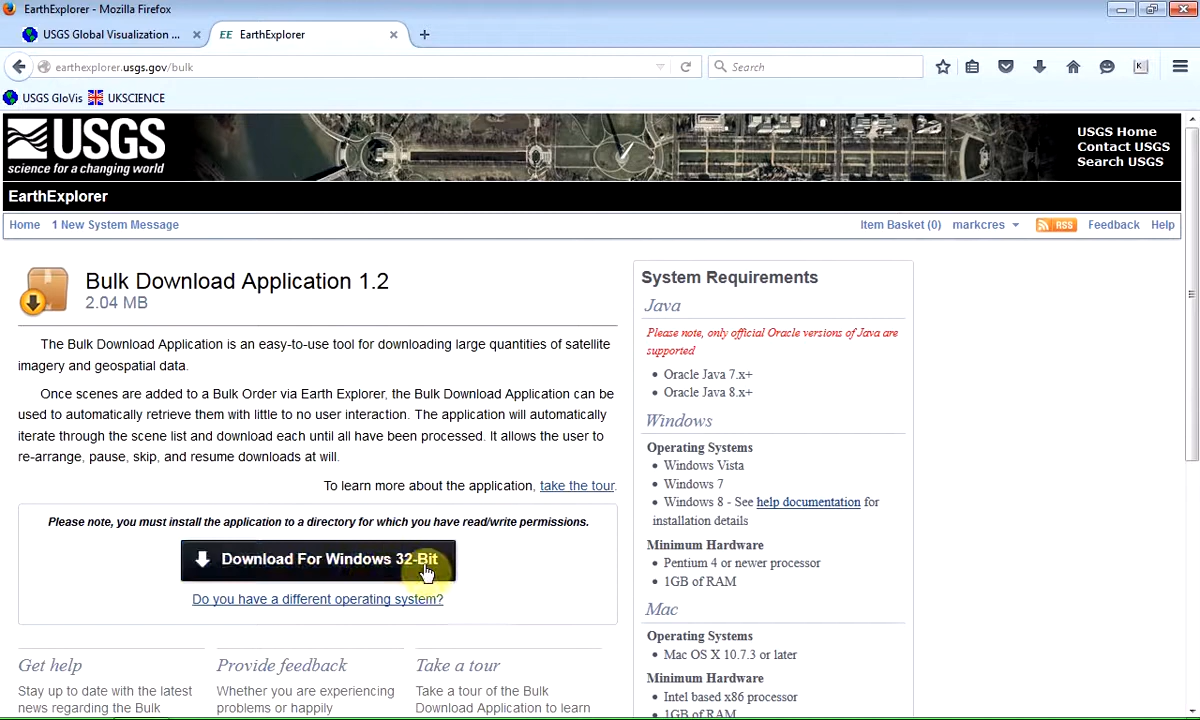 EarthExplorer - Mozilla Firefox
USGS Global Visualization ...
EE EarthExplorer
earthexplorer.usgs.gov/bulk
Search
USGS GloVis
UKSCIENCE
USGS
science for a changing world
USGS Home
Contact USGS
Search USGS
EarthExplorer
Home 1 New System Message
Item Basket (0) markcres RSS Feedback Help
Bulk Download Application 1.2
2.04 MB
The Bulk Download Application is an easy-to-use tool for downloading large quantities of satellite
imagery and geospatial data.
Once scenes are added to a Bulk Order via Earth Explorer, the Bulk Download Application can be
used to automatically retrieve them with little to no user interaction. The application will automatically
iterate through the scene list and download each until all have been processed. It allows the user to
re-arrange, pause, skip, and resume downloads at will.
To learn more about the application, take the tour.
Please note, you must install the application to a directory for which you have read/write permissions.
Download For Windows 32-Bit
Do you have a different operating system?
Get help
Stay up to date with the latest
news regarding the Bulk
Provide feedback
Whether you are experiencing
problems or happily
Take a tour
Take a tour of the Bulk
Download Application to learn
System Requirements
Java
Please note, only official Oracle versions of Java are
supported
• Oracle Java 7.x+
• Oracle Java 8.x+
Windows
Operating Systems
• Windows Vista
• Windows 7
• Windows 8 - See help documentation for
installation details
Minimum Hardware
• Pentium 4 or newer processor
• 1GB of RAM
Mac
Operating Systems
• Mac OS X 10.7.3 or later
Minimum Hardware
• Intel based x86 processor
• 1GB of RAM